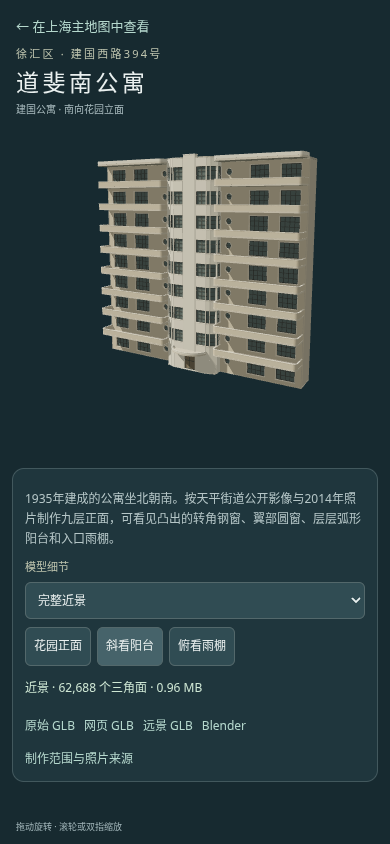 ← 在上海主地图中查看
徐汇区 · 建国西路394号
道斐南公寓
建国公寓 · 南向花园立面
1935年建成的公寓坐北朝南。按天平街道公开影像与2014年照
片制作九层正面，可看见凸出的转角钢窗、翼部圆窗、层层弧形
阳台和入口雨棚。
模型细节
完整近景
花园正面 斜看阳台 俯看雨棚
近景 · 62,688 个三角面 · 0.96 MB
原始 GLB 网页 GLB 远景 GLB Blender
制作范围与照片来源
拖动旋转 · 滚轮或双指缩放